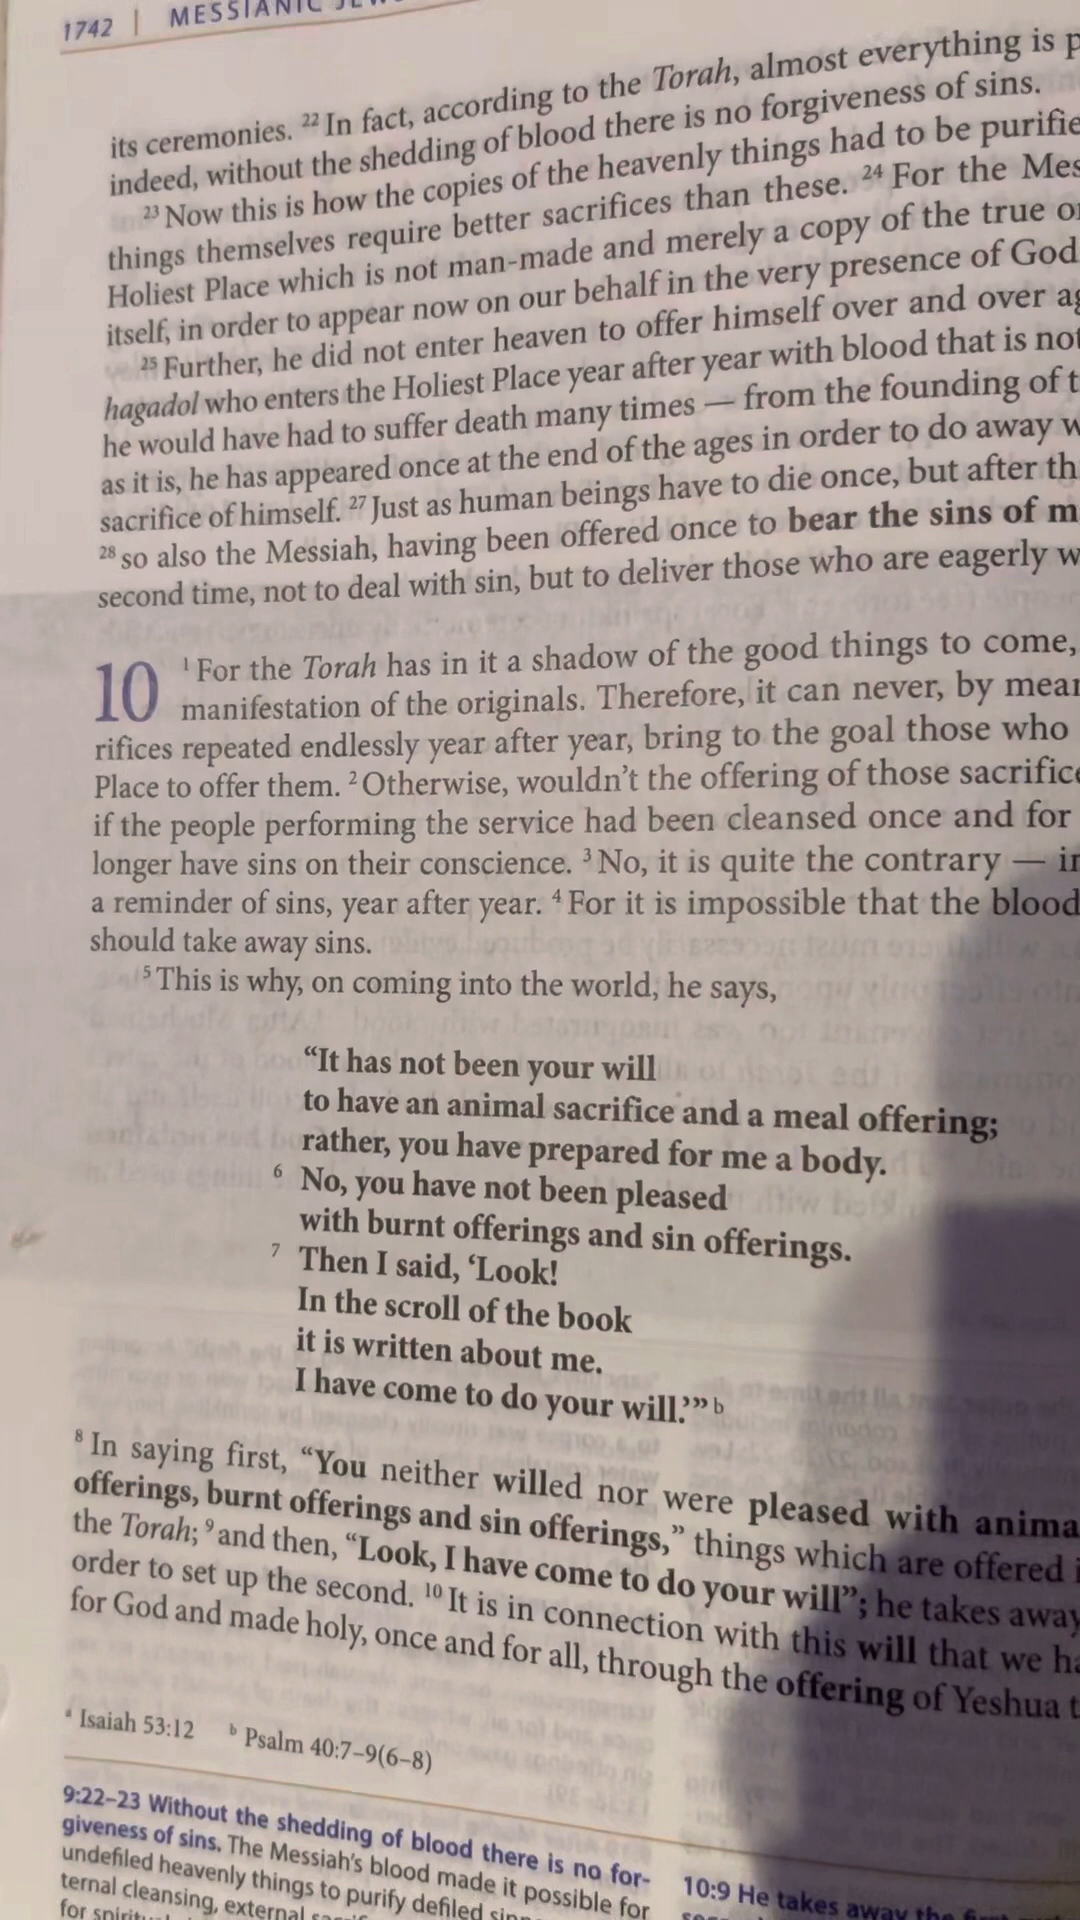 1742 | MESSIANIC
its ceremonies. 22 In fact, according to the Torah, almost everything is
indeed, without the shedding of blood there is no forgiveness of sins.
23 Now this is how the copies of the heavenly things had to be purifie
things themselves require better sacrifices than these. 24 For the Mes
Holiest Place which is not man-made and merely a copy of the true
itself, in order to appear now on our behalf in the very presence of God
25 Further, he did not enter heaven to offer himself over and over ag
hagadol who enters the Holiest Place year after year with blood that is not
he would have had to suffer death many times — from the founding of t
as it is, he has appeared once at the end of the ages in order to do away w
sacrifice of himself. 27 Just as human beings have to die once, but after th
28 so also the Messiah, having been offered once to bear the sins of m
second time, not to deal with sin, but to deliver those who are eagerly w
10 1 For the Torah has in it a shadow of the good things to come,
manifestation of the originals. Therefore, it can never, by mean
rifices repeated endlessly year after year, bring to the goal those who
Place to offer them. 2 Otherwise, wouldn't the offering of those sacrifice
if the people performing the service had been cleansed once and for
longer have sins on their conscience. 3 No, it is quite the contrary — in
a reminder of sins, year after year. 4 For it is impossible that the blood
should take away sins.
5 This is why, on coming into the world, he says,
“It has not been your will
to have an animal sacrifice and a meal offering;
rather, you have prepared for me a body.
6 No, you have not been pleased
with burnt offerings and sin offerings.
7 Then I said, ‘Look!
In the scroll of the book
it is written about me.
I have come to do your will.’” b
8 In saying first, “You neither willed nor were pleased with anima
offerings, burnt offerings and sin offerings,” things which are offered i
the Torah; 9 and then, “Look, I have come to do your will”; he takes away
order to set up the second. 10 It is in connection with this will that we ha
for God and made holy, once and for all, through the offering of Yeshua t
a Isaiah 53:12 b Psalm 40:7–9(6–8)
9:22–23 Without the shedding of blood there is no for-
giveness of sins. The Messiah's blood made it possible for
undefiled heavenly things to purify defiled
ternal cleansing, external
for
10:9 He takes away the